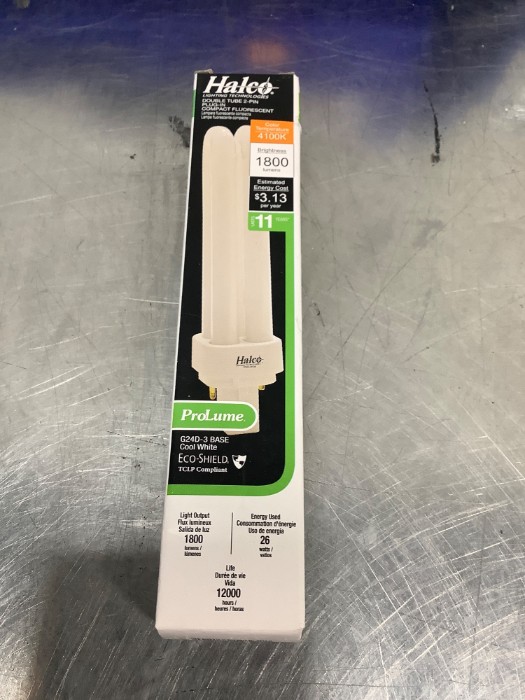 Halco
LIGHTING TECHNOLOGIES
DOUBLE TUBE 2-PIN
PLUG-IN
COMPACT FLUORESCENT
Color
Temperature
4100K
Brightness
1800
lumens
Estimated
Energy Cost
$3.13
per year
11
Halco
ProLume
G24D-3 BASE
Cool White
ECO-SHIELD
TCLP Compliant
Light Output
Flux lumineux
Salida de luz
1800
lumens /
lúmenes
Energy Used
Consommation d'énergie
Uso de energía
26
watts /
vatios
Life
Durée de vie
Vida
12000
hours /
heures / horas